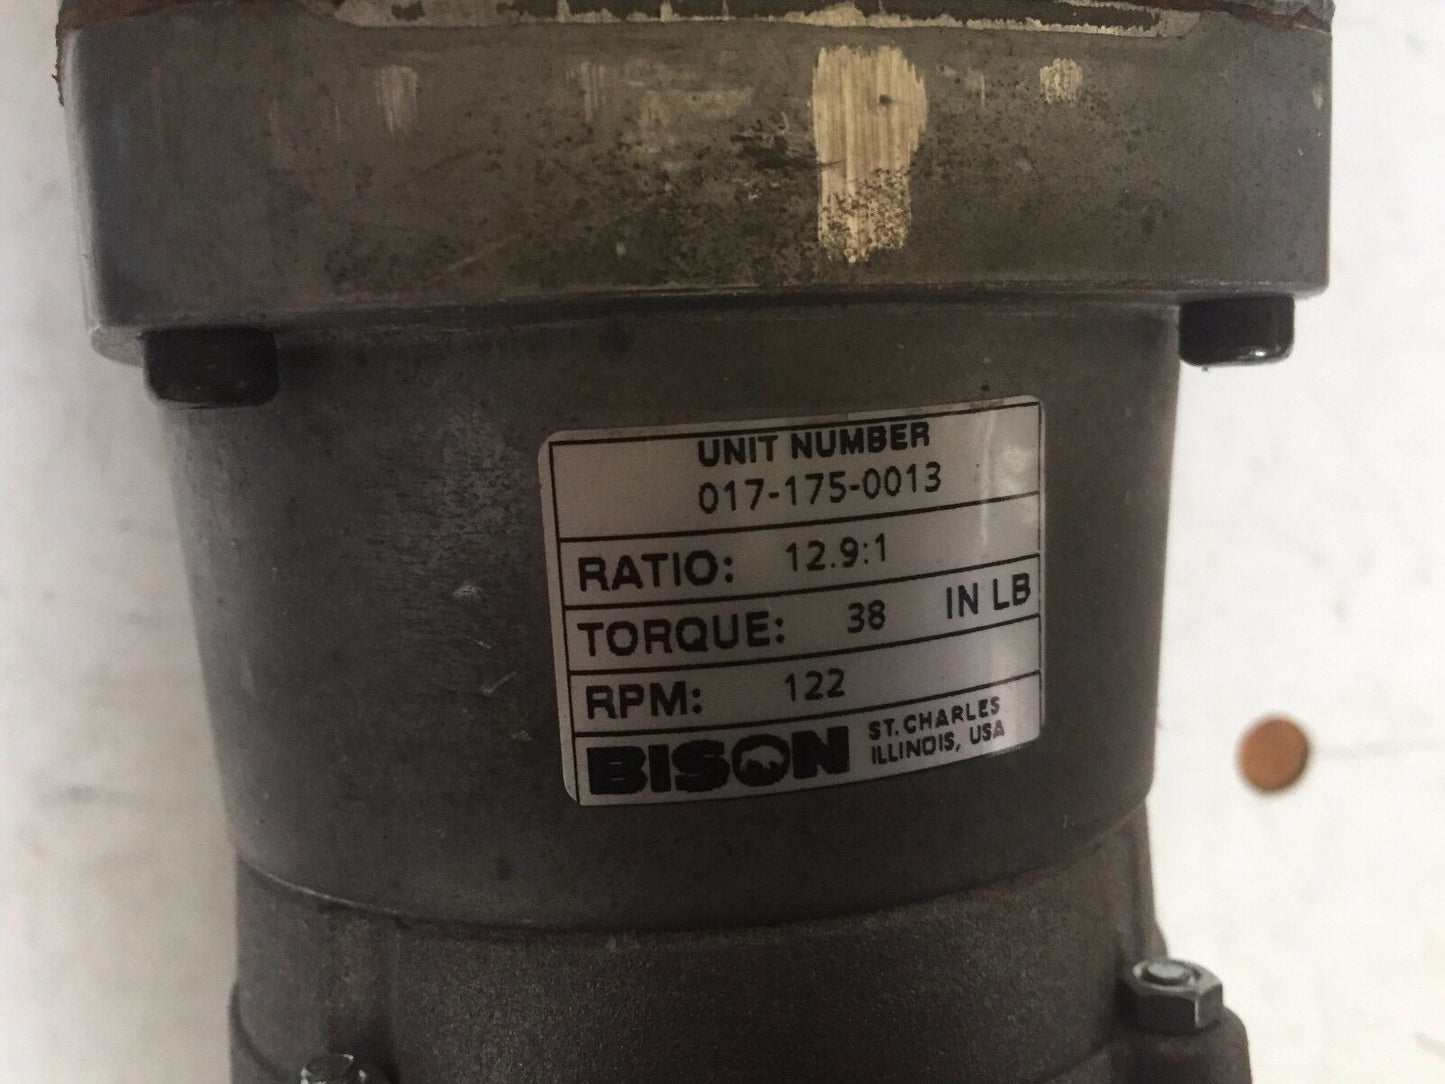 UNIT NUMBER
017-175-0013
RATIO: 12.9:1
TORQUE: 38 IN LB
RPM: 122
BISON ST. CHARLES
ILLINOIS, USA